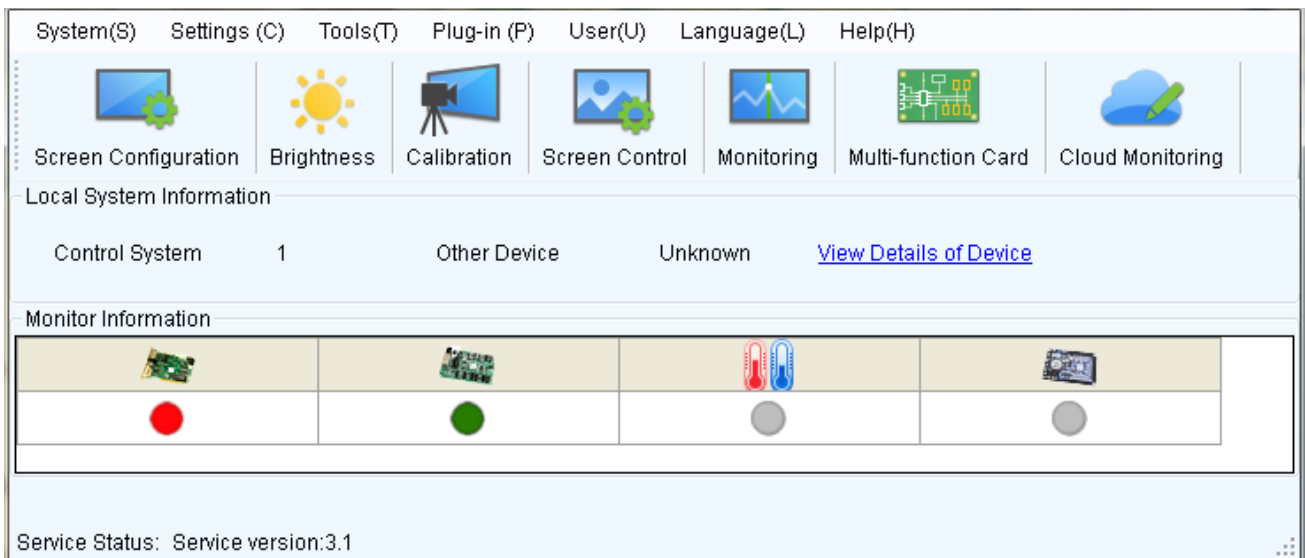 System(S) Settings (C) Tools(T) Plug-in (P) User(U) Language(L) Help(H)
Screen Configuration Brightness Calibration Screen Control Monitoring Multi-function Card Cloud Monitoring
Local System Information
Control System 1 Other Device Unknown View Details of Device
Monitor Information
Service Status: Service version:3.1